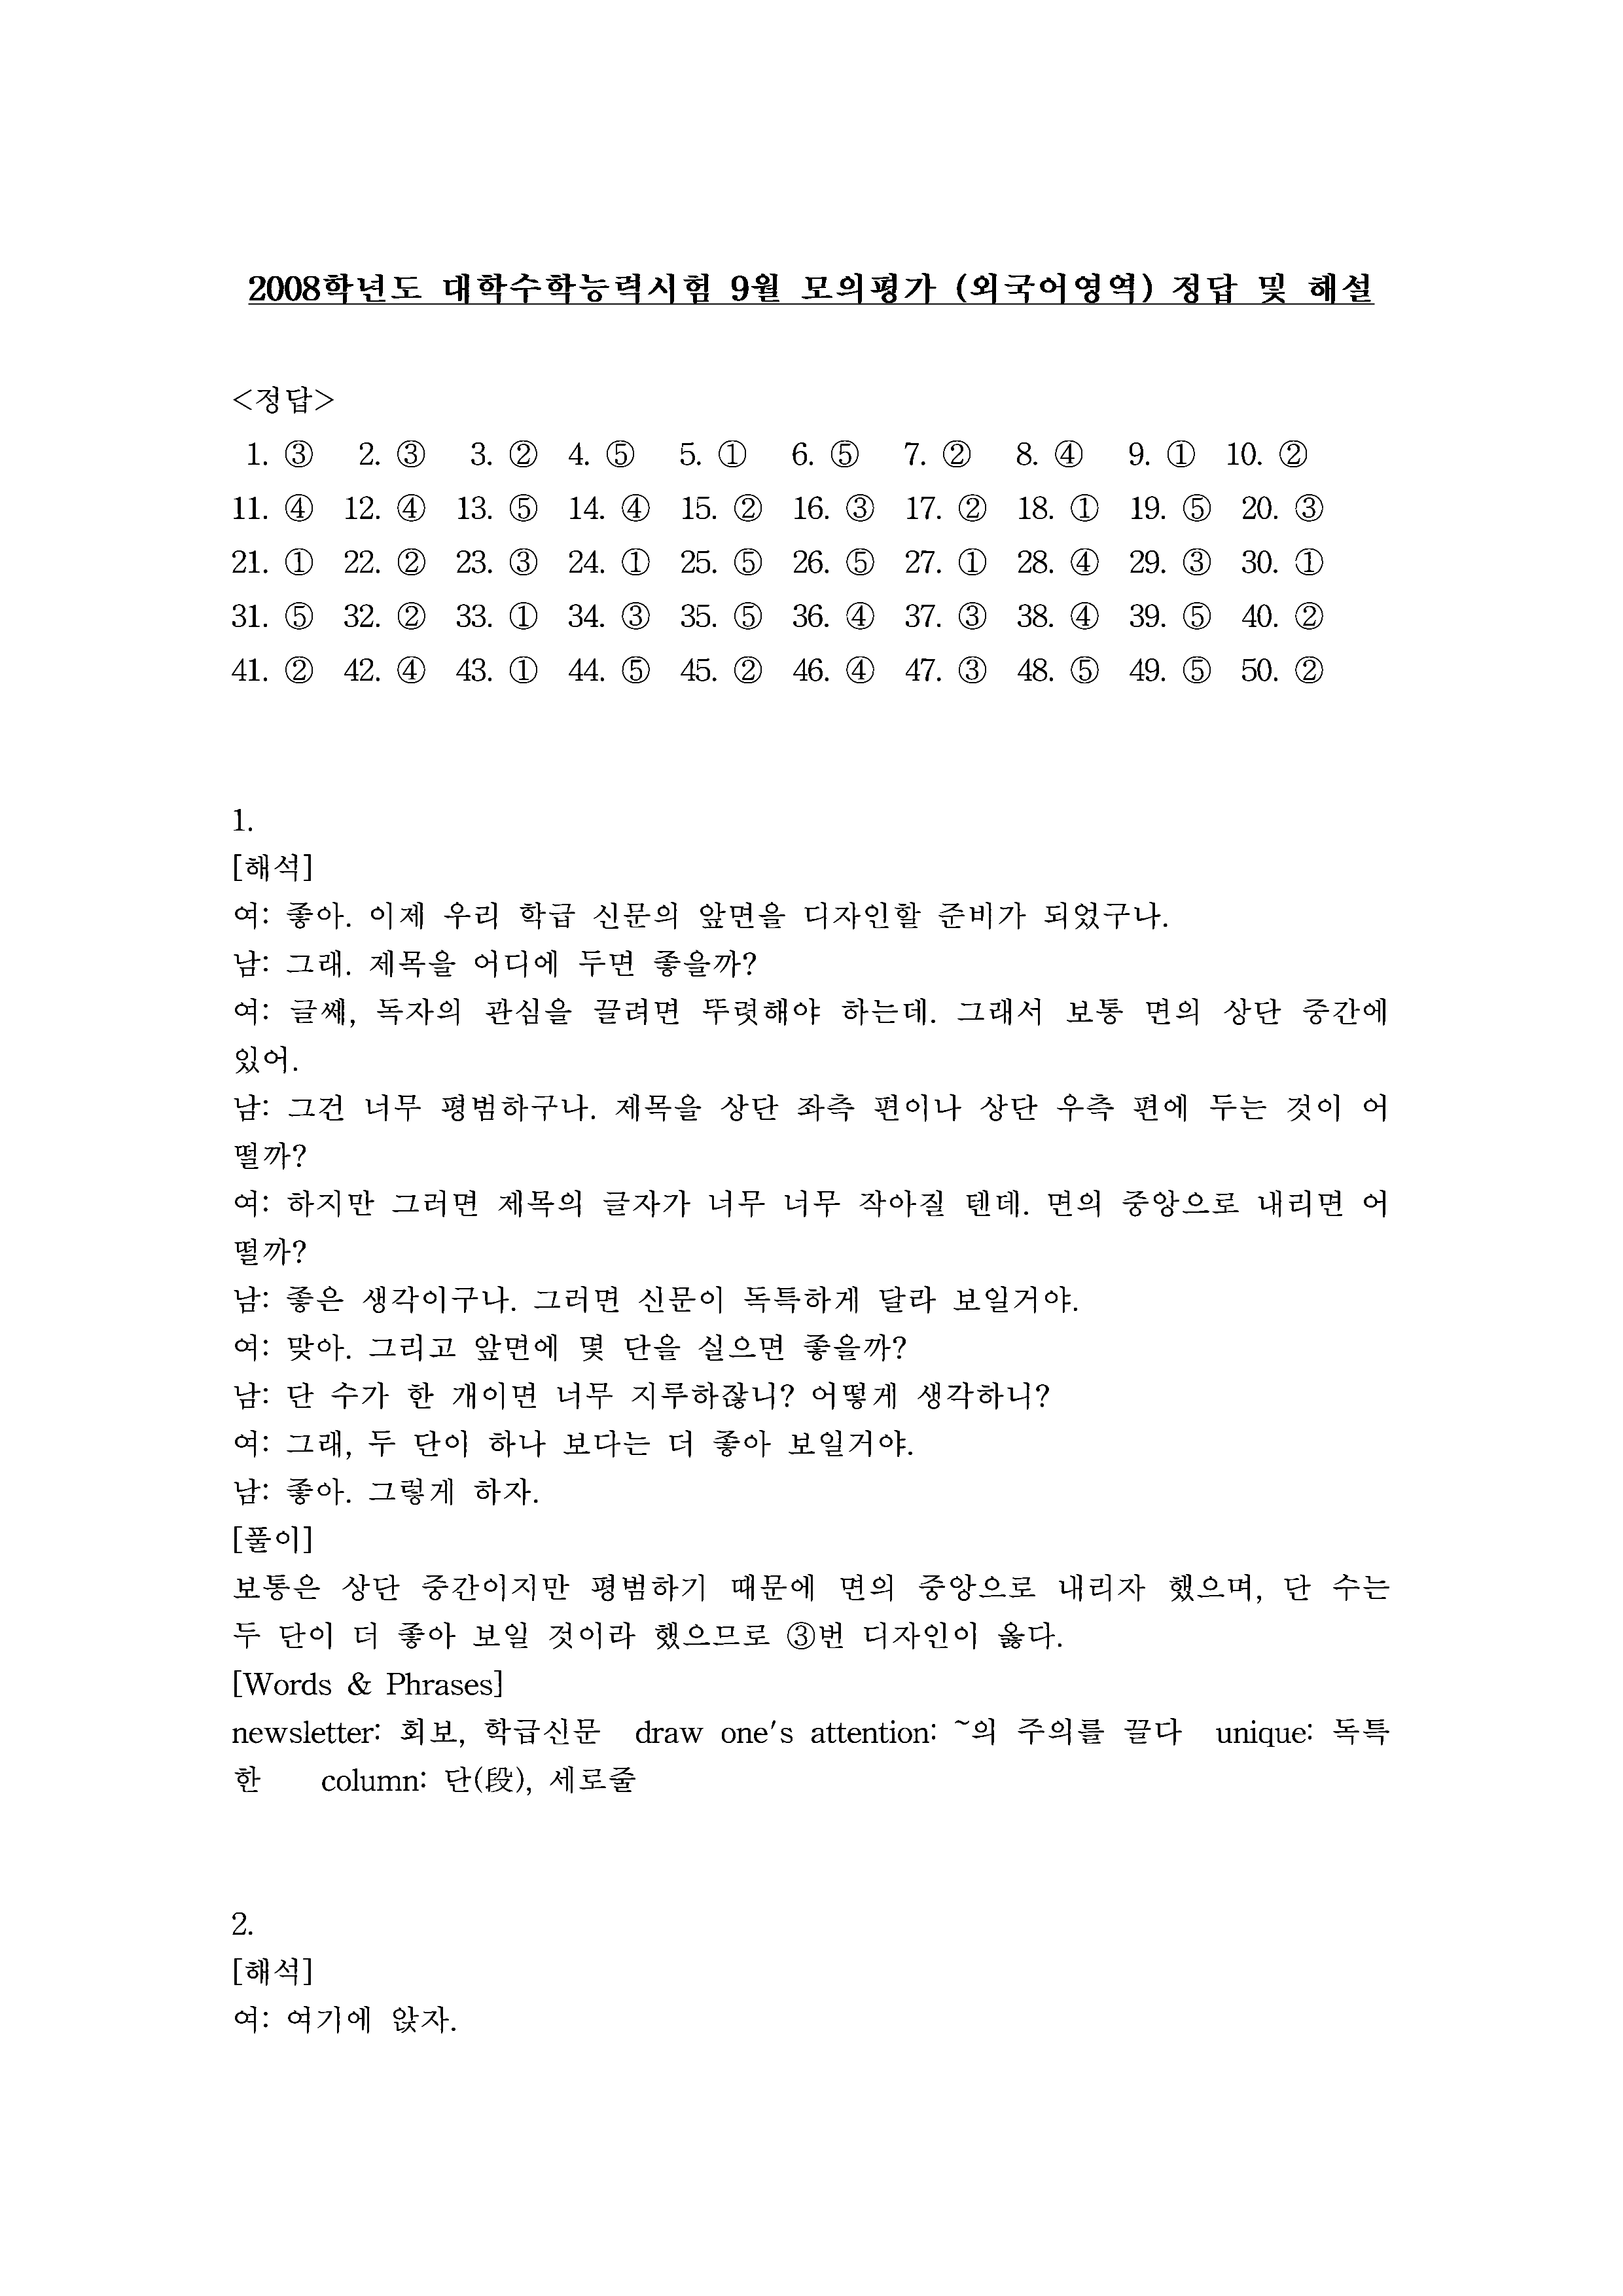 2008학년도 대학수학능력시험 9월 모의평가 (외국어영역) 정답 및 해설
<정답>
1. ③ 2. ③ 3. ② 4. ⑤ 5. ① 6. ⑤ 7. ② 8. ④ 9. ① 10. ②
11. ④ 12. ④ 13. ⑤ 14. ④ 15. ② 16. ③ 17. ② 18. ① 19. ⑤ 20. ③
21. ① 22. ② 23. ③ 24. ① 25. ⑤ 26. ⑤ 27. ① 28. ④ 29. ③ 30. ①
31. ⑤ 32. ② 33. ① 34. ③ 35. ⑤ 36. ④ 37. ③ 38. ④ 39. ⑤ 40. ②
41. ② 42. ④ 43. ① 44. ⑤ 45. ② 46. ④ 47. ③ 48. ⑤ 49. ⑤ 50. ②
1.
[해석]
여: 좋아. 이제 우리 학급 신문의 앞면을 디자인할 준비가 되었구나.
남: 그래. 제목을 어디에 두면 좋을까?
여: 글쎄, 독자의 관심을 끌려면 뚜렷해야 하는데. 그래서 보통 면의 상단 중간에
있어.
남: 그건 너무 평범하구나. 제목을 상단 좌측 편이나 상단 우측 편에 두는 것이 어
떨까?
여: 하지만 그러면 제목의 글자가 너무 너무 작아질 텐데. 면의 중앙으로 내리면 어
떨까?
남: 좋은 생각이구나. 그러면 신문이 독특하게 달라 보일거야.
여: 맞아. 그리고 앞면에 몇 단을 실으면 좋을까?
남: 단 수가 한 개이면 너무 지루하잖니? 어떻게 생각하니?
여: 그래, 두 단이 하나 보다는 더 좋아 보일거야.
남: 좋아. 그렇게 하자.
[풀이]
보통은 상단 중간이지만 평범하기 때문에 면의 중앙으로 내리자 했으며, 단 수는
두 단이 더 좋아 보일 것이라 했으므로 ③번 디자인이 옳다.
[Words & Phrases]
newsletter: 회보, 학급신문 draw one's attention: ~의 주의를 끌다 unique: 독특
한 column: 단(段), 세로줄
2.
[해석]
여: 여기에 앉자.